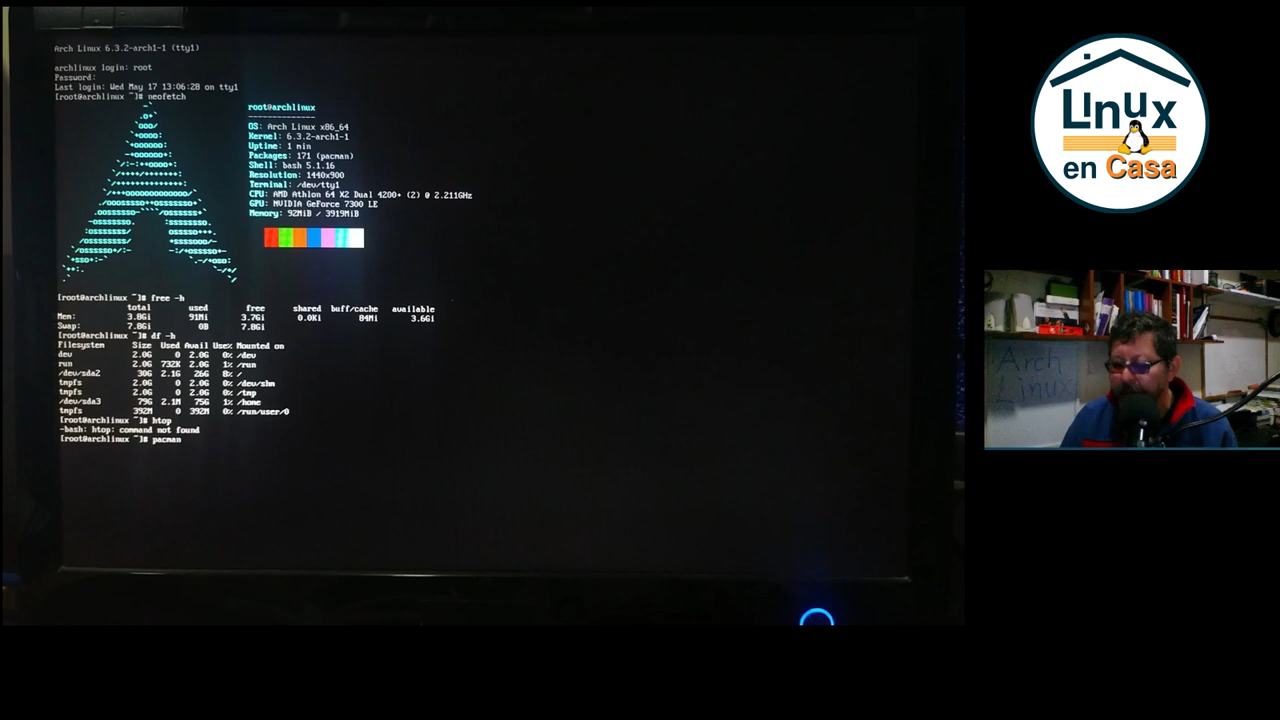 Arch Linux 6.3.2-arch1-1 (tty1)
archlinux login: root
Password:
Last login: Wed May 17 13:06:28 on tty1
[root@archlinux ~]# neofetch
root@archlinux
--------------
OS: Arch Linux x86_64
Kernel: 6.3.2-arch1-1
Uptime: 1 min
Packages: 171 (pacman)
Shell: bash 5.1.16
Resolution: 1440x900
Terminal: /dev/tty1
CPU: AMD Athlon 64 X2 Dual 4200+ (2) @ 2.211GHz
GPU: NVIDIA GeForce 7300 LE
Memory: 92MiB / 3919MiB
[root@archlinux ~]# free -h
total used free shared buff/cache available
Mem: 3.8Gi 91Mi 3.7Gi 0.0Ki 84Mi 3.6Gi
Swap: 7.8Gi 0B 7.8Gi
[root@archlinux ~]# df -h
Filesystem Size Used Avail Use% Mounted on
dev 2.0G 0 2.0G 0% /dev
run 2.0G 732K 2.0G 1% /run
/dev/sda2 30G 2.1G 26G 8% /
tmpfs 2.0G 0 2.0G 0% /dev/shm
tmpfs 2.0G 0 2.0G 0% /tmp
/dev/sda3 79G 2.1M 75G 1% /home
tmpfs 392M 0 392M 0% /run/user/0
[root@archlinux ~]# htop
-bash: htop: command not found
[root@archlinux ~]# pacman
Linux
en Casa
Arch
Linux